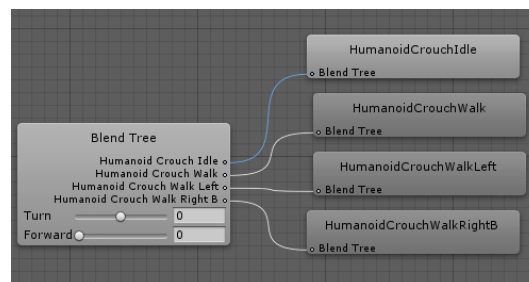 HumanoidCrouchIdle
Blend Tree
HumanoidCrouchWalk
Blend Tree
HumanoidCrouchWalkLeft
Blend Tree
HumanoidCrouchWalkRightB
Blend Tree
Blend Tree
Humanoid Crouch Idle
Humanoid Crouch Walk
Humanoid Crouch Walk Left
Humanoid Crouch Walk Right B
Turn 0
Forward 0